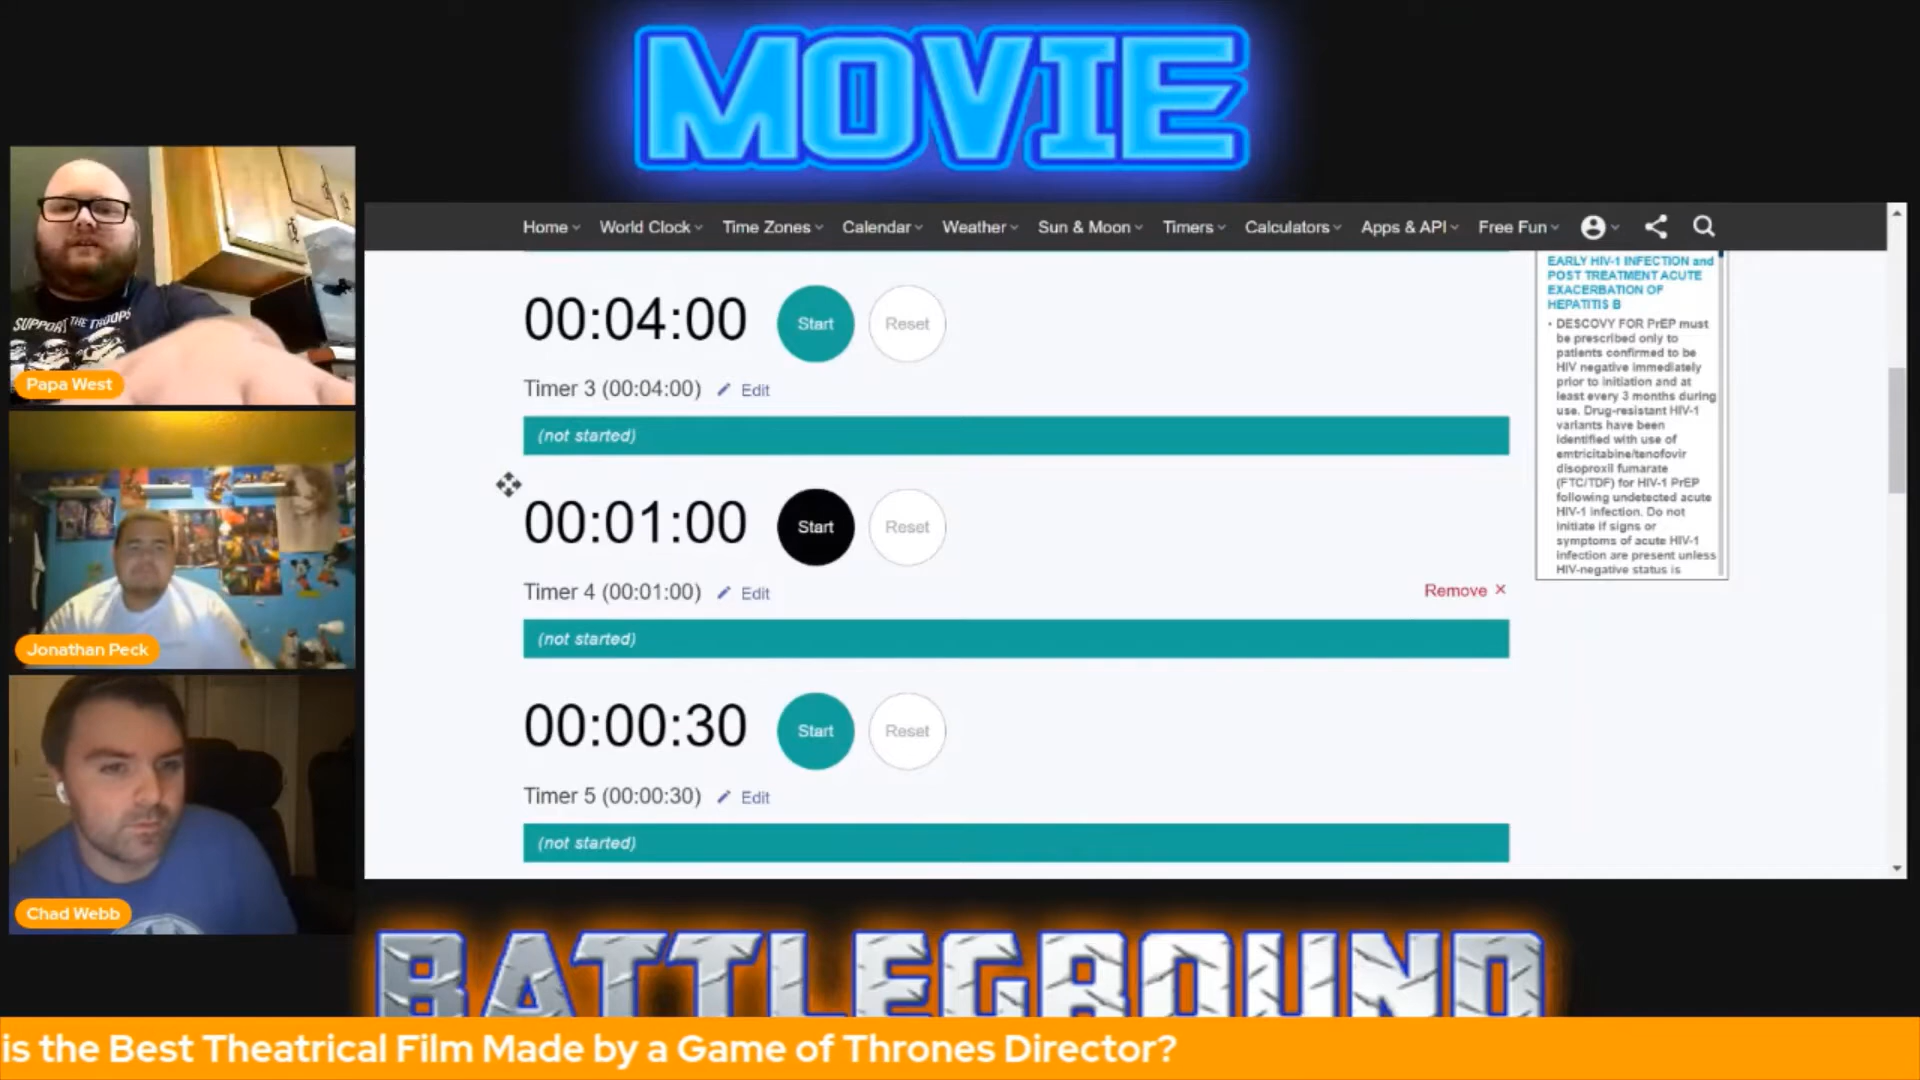 MOVIE
Home
World Clock
Time Zones
Calendar
Weather
Sun & Moon
Timers
Calculators
Apps & API
Free Fun
SUPPORT THE TROOPS
Papa West
Jonathan Peck
Chad Webb
00:04:00
Start
Reset
Timer 3 (00:04:00)
Edit
(not started)
00:01:00
Start
Reset
Timer 4 (00:01:00)
Edit
Remove ×
(not started)
00:00:30
Start
Reset
Timer 5 (00:00:30)
Edit
(not started)
EARLY HIV-1 INFECTION and
POST TREATMENT ACUTE
EXACERBATION OF
HEPATITIS B
• DESCOVY FOR PrEP must
be prescribed only to
patients confirmed to be
HIV negative immediately
prior to initiation and at
least every 3 months during
use. Drug-resistant HIV-1
variants have been
identified with use of
emtricitabine/tenofovir
disoproxil fumarate
(FTC/TDF) for HIV-1 PrEP
following undetected acute
HIV-1 infection. Do not
initiate if signs or
symptoms of acute HIV-1
infection are present unless
HIV-negative status is
BATTLEGROUND
is the Best Theatrical Film Made by a Game of Thrones Director?